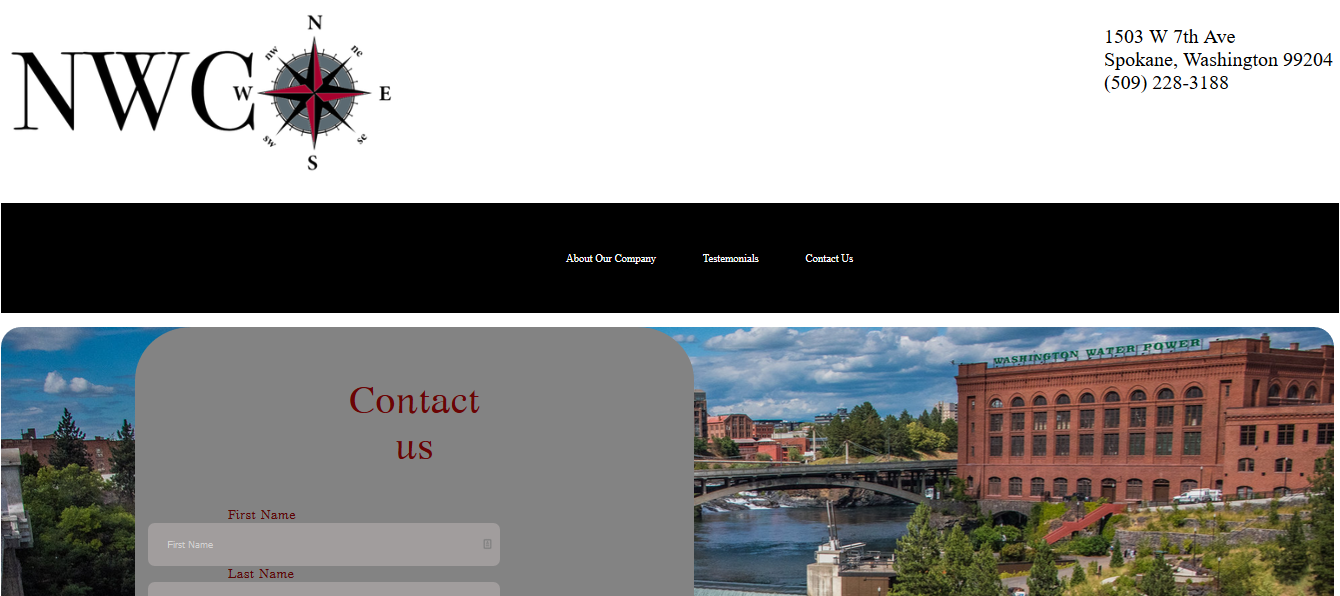 NWC
N
nw
ne
W
E
sw
se
S
1503 W 7th Ave
Spokane, Washington 99204
(509) 228-3188
About Our Company
Testemonials
Contact Us
WASHINGTON WATER POWER
Contact
us
First Name
First Name
Last Name